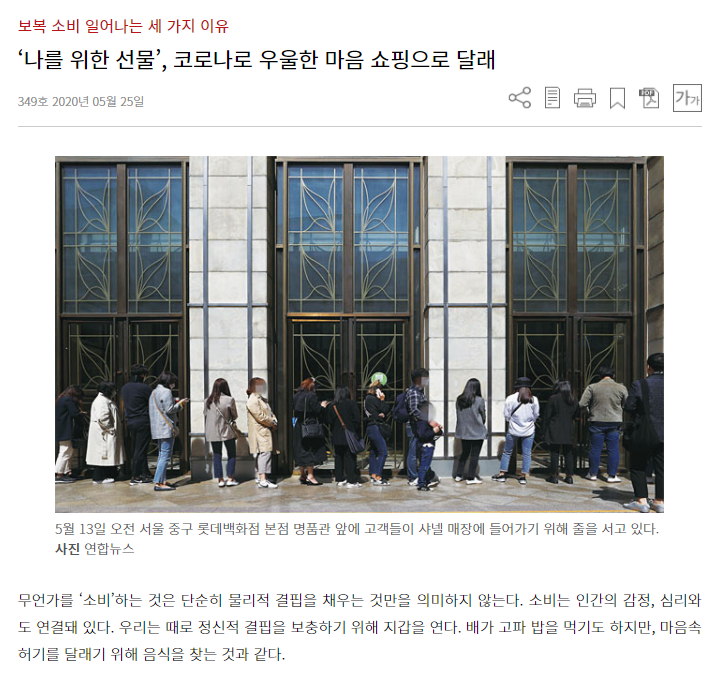 보복 소비 일어나는 세 가지 이유
‘나를 위한 선물’, 코로나로 우울한 마음 쇼핑으로 달래
349호 2020년 05월 25일
PDF
가가
5월 13일 오전 서울 중구 롯데백화점 본점 명품관 앞에 고객들이 샤넬 매장에 들어가기 위해 줄을 서고 있다.
사진 연합뉴스
무언가를 ‘소비’하는 것은 단순히 물리적 결핍을 채우는 것만을 의미하지 않는다. 소비는 인간의 감정, 심리와
도 연결돼 있다. 우리는 때로 정신적 결핍을 보충하기 위해 지갑을 연다. 배가 고파 밥을 먹기도 하지만, 마음속
허기를 달래기 위해 음식을 찾는 것과 같다.